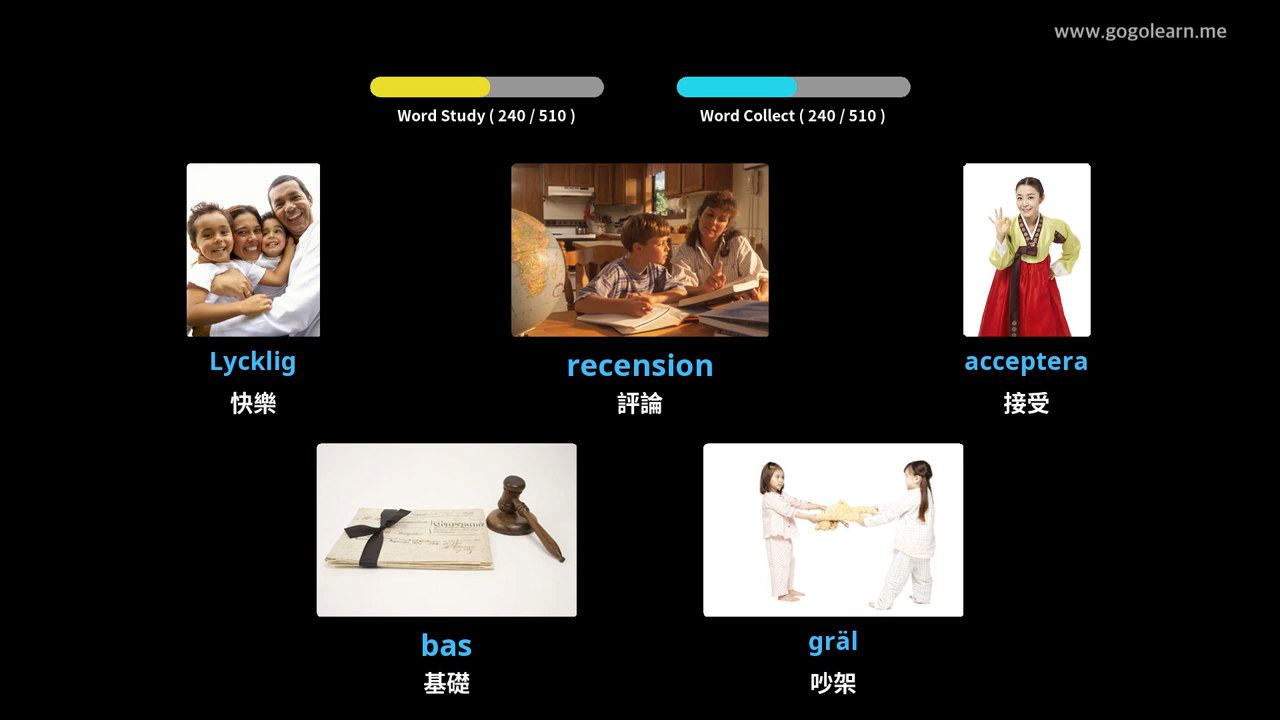 www.gogolearn.me
Word Study ( 240 / 510 )
Word Collect ( 240 / 510 )
Lycklig
快樂
recension
評論
acceptera
接受
bas
基礎
gräl
吵架